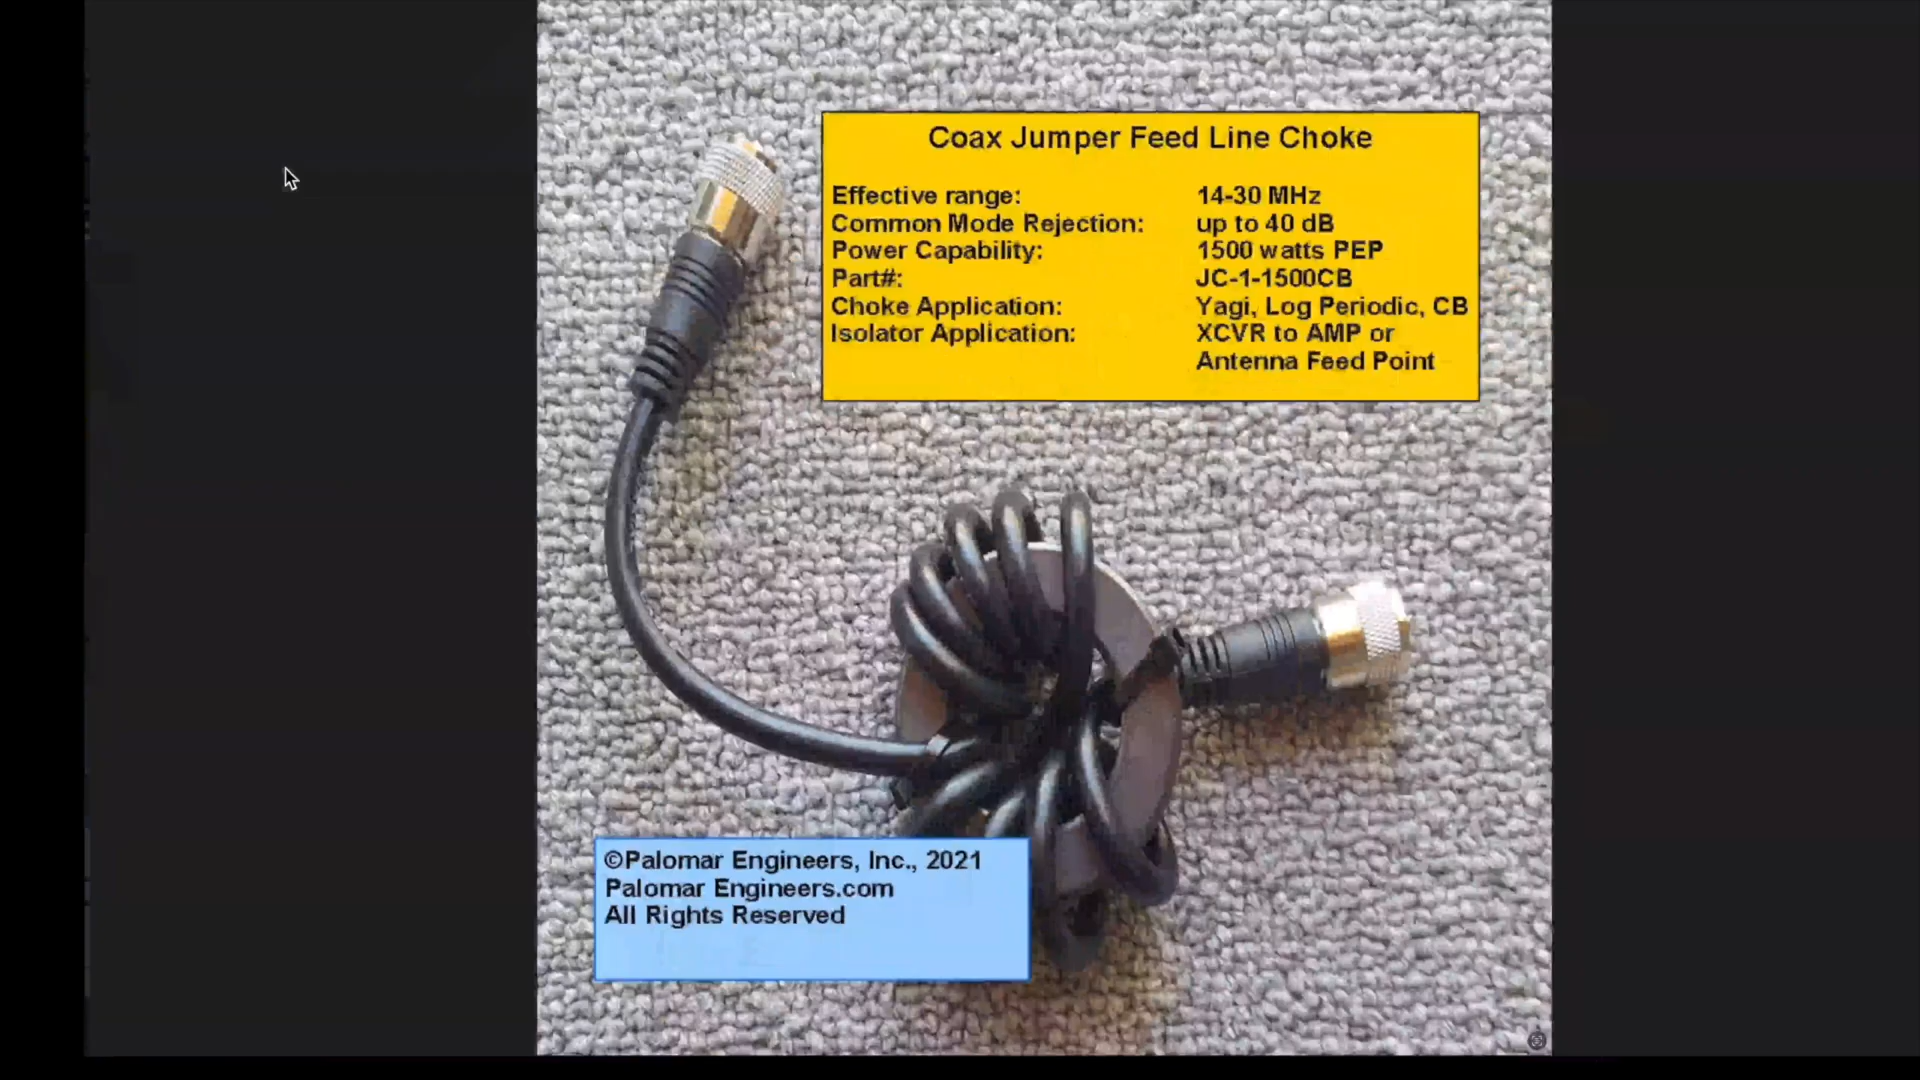 Coax Jumper Feed Line Choke
Effective range: 14-30 MHz
Common Mode Rejection: up to 40 dB
Power Capability: 1500 watts PEP
Part#: JC-1-1500CB
Choke Application: Yagi, Log Periodic, CB
Isolator Application: XCVR to AMP or
Antenna Feed Point
©Palomar Engineers, Inc., 2021
Palomar Engineers.com
All Rights Reserved